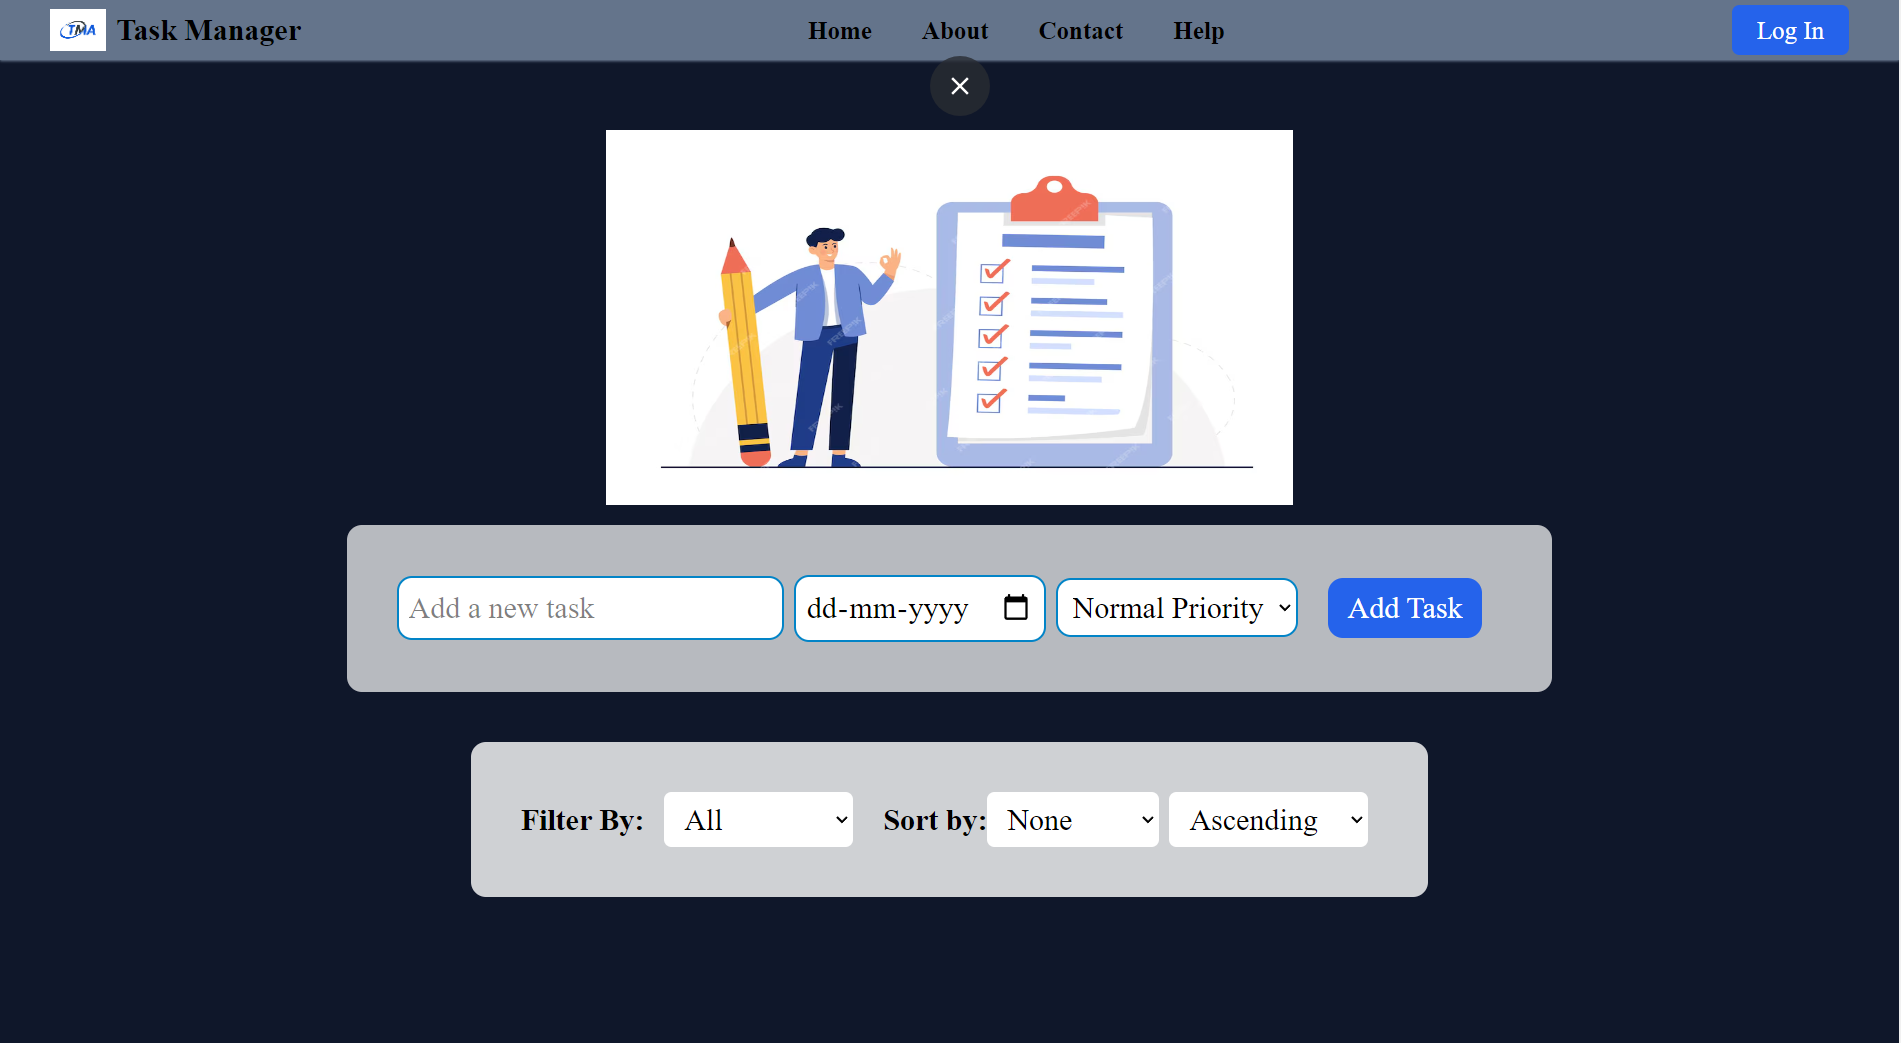 TMA Task Manager Home About Contact Help Log In
Add a new task dd-mm-yyyy Normal Priority Add Task
Filter By: All Sort by: None Ascending